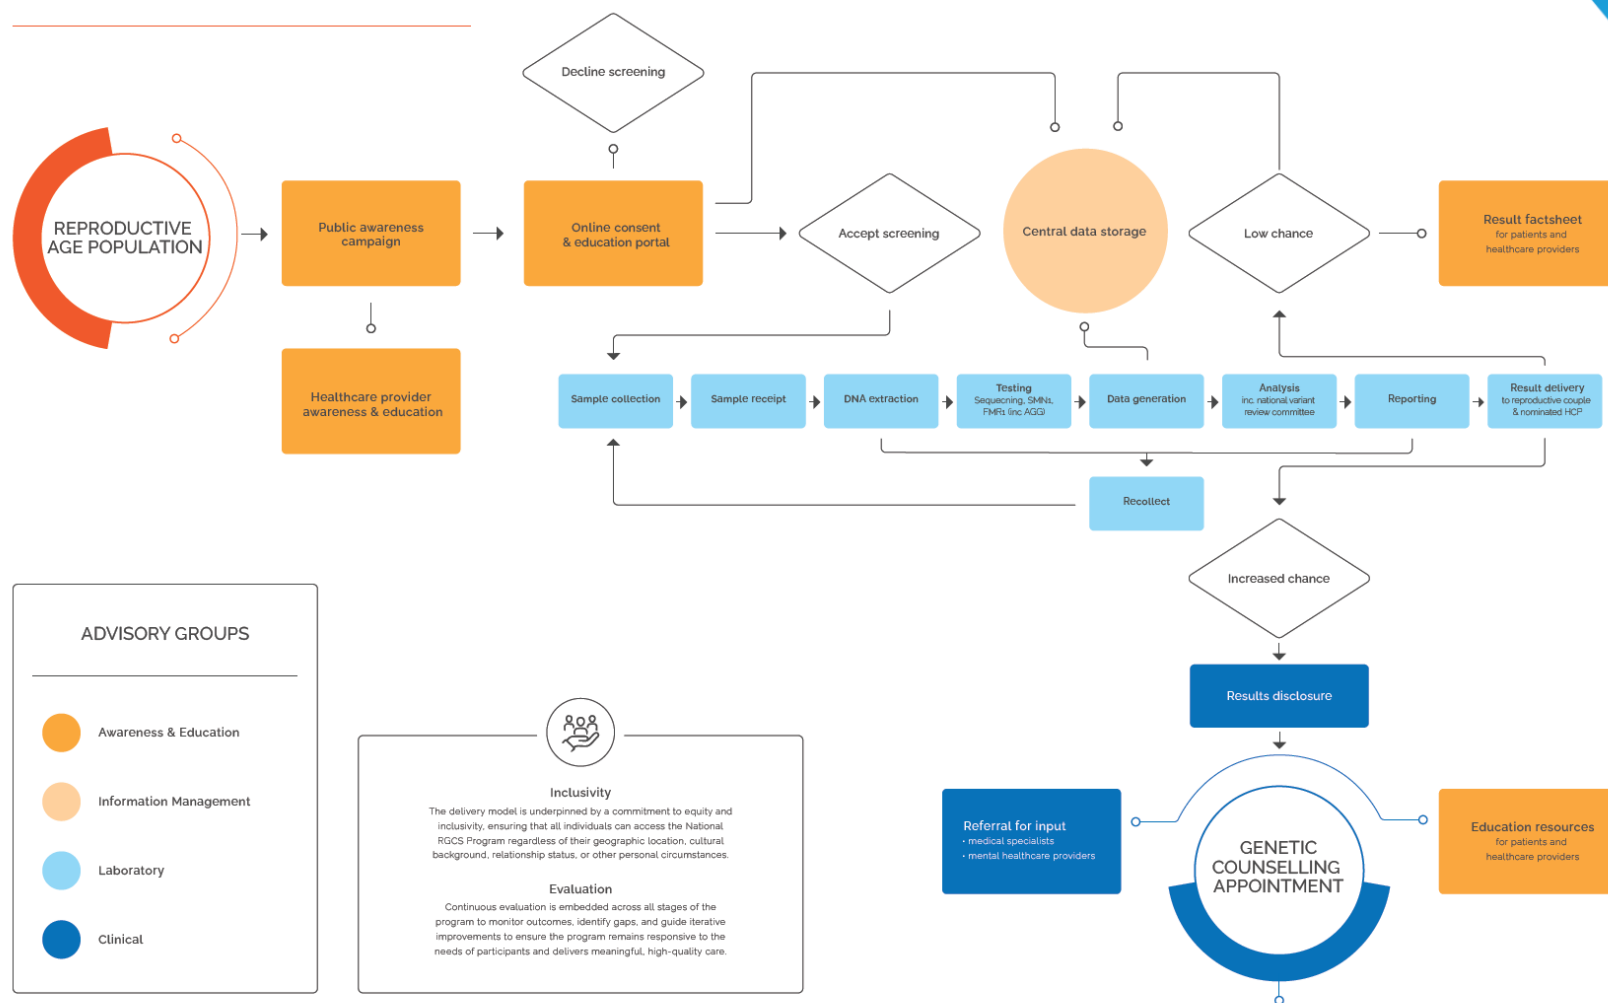 Decline screening
REPRODUCTIVE
AGE POPULATION
Public awareness
campaign
Online consent
& education portal
Accept screening
Central data storage
Low chance
Result factsheet
for patients and
healthcare providers
Healthcare provider
awareness & education
Sample collection
Sample receipt
DNA extraction
Testing
Sequecning, SMN1,
FMR1 (inc AGG)
Data generation
Analysis
inc. national variant
review committee
Reporting
Result delivery
to reproductive couple
& nominated HCP
Recollect
Increased chance
Results disclosure
Referral for input
• medical specialists
• mental healthcare providers
GENETIC
COUNSELLING
APPOINTMENT
Education resources
for patients and
healthcare providers
ADVISORY GROUPS
Awareness & Education
Information Management
Laboratory
Clinical
Inclusivity
The delivery model is underpinned by a commitment to equity and
inclusivity, ensuring that all individuals can access the National
RGCS Program regardless of their geographic location, cultural
background, relationship status, or other personal circumstances.
Evaluation
Continuous evaluation is embedded across all stages of the
program to monitor outcomes, identify gaps, and guide iterative
improvements to ensure the program remains responsive to the
needs of participants and delivers meaningful, high-quality care.